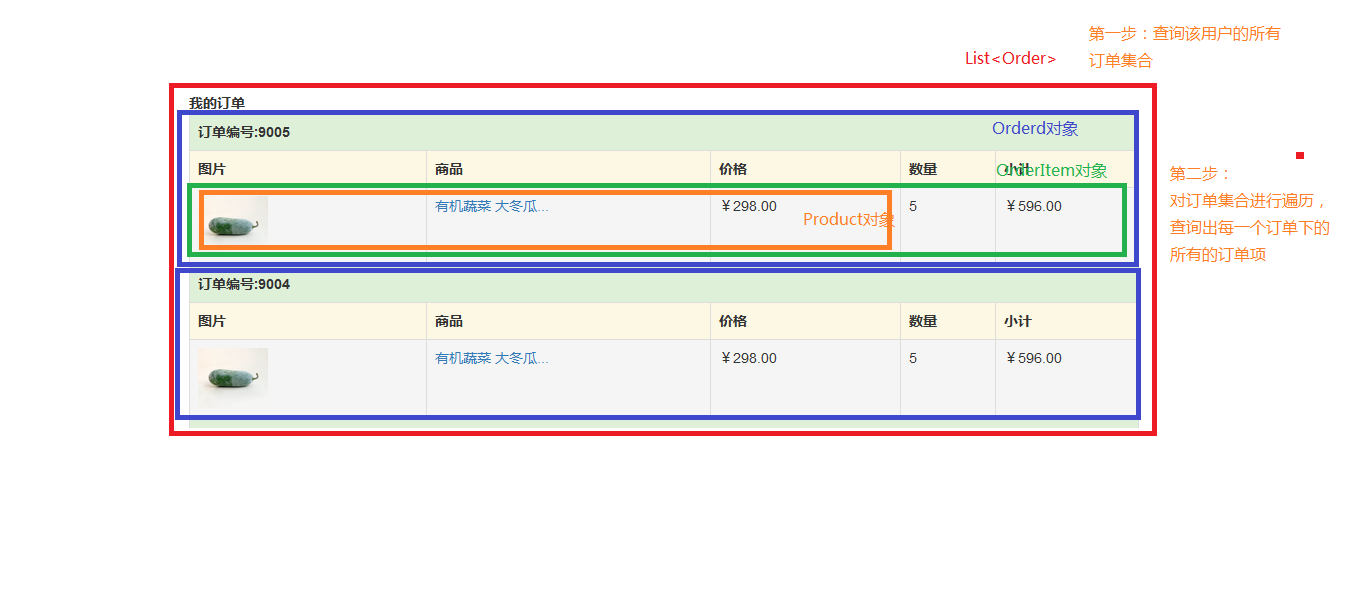 第一步：查询该用户的所有
订单集合
List<Order>
我的订单
订单编号:9005
Orderd对象
图片 商品 价格 数量 小计
OrderItem对象
有机蔬菜 大冬瓜... ￥298.00 5 ￥596.00
Product对象
第二步：
对订单集合进行遍历，
查询出每一个订单下的
所有的订单项
订单编号:9004
图片 商品 价格 数量 小计
有机蔬菜 大冬瓜... ￥298.00 5 ￥596.00